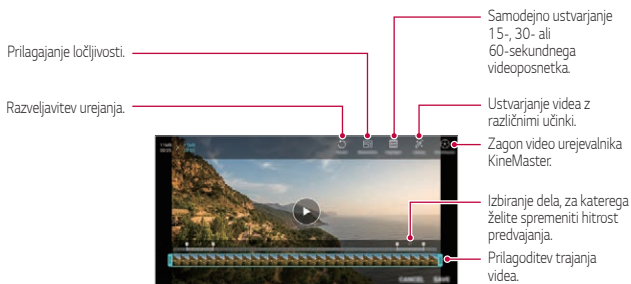 Samodejno ustvarjanje
15-, 30- ali
60-sekundnega
videoposnetka.
Prilagajanje ločljivosti.
Razveljavitev urejanja.
Ustvarjanje videa z
različnimi učinki.
Zagon video urejevalnika
KineMaster.
Izbiranje dela, za katerega
želite spremeniti hitrost
predvajanja.
Prilagoditev trajanja
videa.
CANCEL SAVE